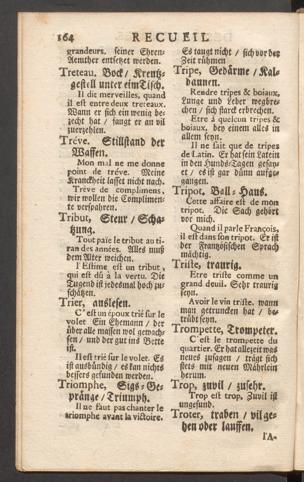 164 RECUEIL
grandeurs. seiner Ehren-
Aemther entsetzet werden.
Treteau. Bock / Kreutz-
gestell unter eim Tisch.
Il dit merveilles, quand
il est entre deux treteaux.
Wann er sich ein wenig be-
zecht hat / fangt er an vil
zuerzehlen.
Tréve. Stillstand der
Waffen.
Mon mal ne me donne
point de tréve. Meine
Kranckheit lasset nicht nach.
Tréve de complimens,
wir wollen die Complimen-
te versparen.
Tribut, Steur / Scha-
tzung.
Tout païe le tribut au ti-
ran des années. Alles muß
dem Alter weichen.
l'Estime est un tribut,
qui est dû à la vertu. Die
Tugend ist jedesmal hoch zu-
schätzen.
Trier, auslesen.
C'est un époux trié sur le
volet. Ein Ehemann / der
über alle massen wol gewach-
sen / und der gut ins Bette
ist.
Il est trié sur le volet. Es
ist ausbündig / es kan nichts
bessers gefunden werden.
Triomphe, Sigs-Ge-
pränge / Triumph.
Il ne faut pas chanter le
triomphe avant la victoire.
Es taugt nicht / sich vor der
Zeit rühmen
Tripe, Gedärme / Kal-
daunen.
Rendre tripes & boiaux,
Lunge und Leber wegbre-
chen / sich starck erbrechen.
Etre à quelcun tripes &
boiaux. bey einem alles in
allem seyn.
Il ne sait que de tripes
de Latin. Er hat sein Latein
in den Hunds-Tagen gesay-
et / es ist gar dünn aufge-
gangen.
Tripot. Ball-Haus.
Cette affaire est de mon
tripot. Die Sach gehört
vor mich.
Quand il parle François,
il est dans son tripot. Er ist
der Frantzösischen Sprach
mächtig.
Triste, traurig.
Etre triste comme un
grand deuil. Sehr traurig
seyn.
Avoir le vin triste. wann
man getruncken hat / be-
trübt seyn.
Trompette, Trompeter.
C'est le trompette du
quartier. Er hat allezeit was
neues zusagen / trägt sich
stets mit neuen Mährlein
herum.
Trop, zuvil / zusehr.
Trop est trop. Zuvil ist
ungesund.
Troter, traben / vil ge-
hen oder lauffen.
l'A-